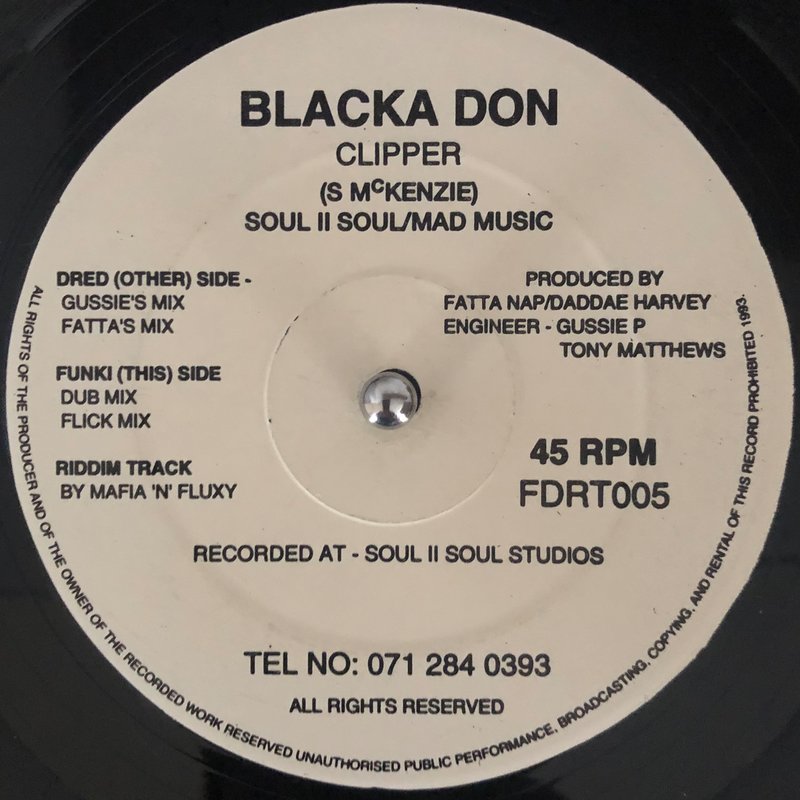 BLACKA DON
CLIPPER
(S McKENZIE)
SOUL II SOUL/MAD MUSIC
DRED (OTHER) SIDE -
GUSSIE'S MIX
FATTA'S MIX
FUNKI (THIS) SIDE
DUB MIX
FLICK MIX
RIDDIM TRACK
BY MAFIA 'N' FLUXY
PRODUCED BY
FATTA NAP/DADDAE HARVEY
ENGINEER - GUSSIE P
TONY MATTHEWS
45 RPM
FDRT005
RECORDED AT - SOUL II SOUL STUDIOS
TEL NO: 071 284 0393
ALL RIGHTS RESERVED
ALL RIGHTS OF THE PRODUCER AND OF THE OWNER OF THE RECORDED WORK RESERVED UNAUTHORISED PUBLIC PERFORMANCE, BROADCASTING, COPYING, AND RENTAL OF THIS RECORD PROHIBITED 1993.